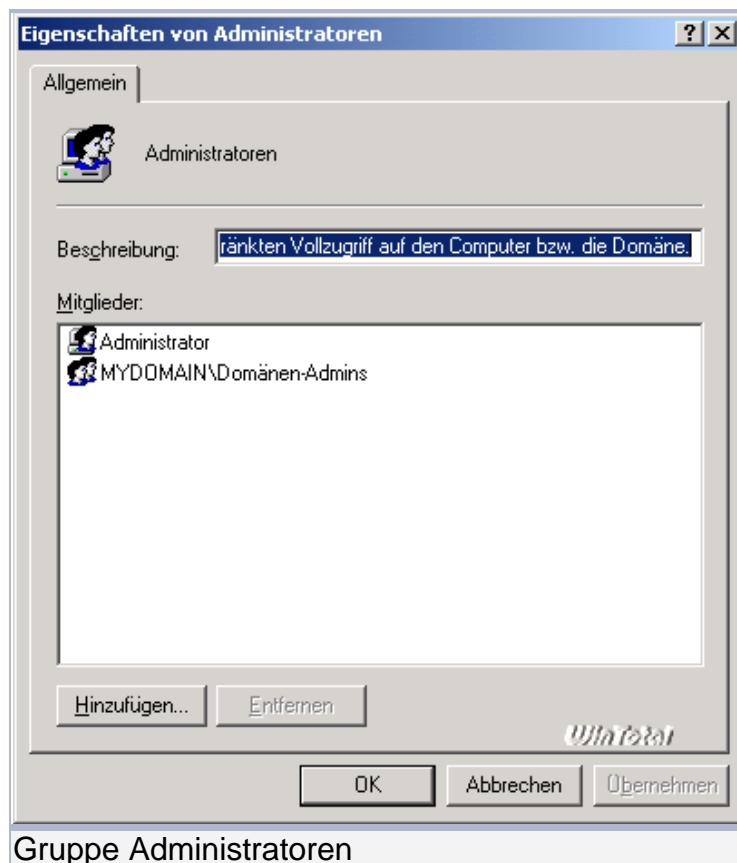 Eigenschaften von Administratoren
Allgemein
Administratoren
Beschreibung: ränkten Vollzugriff auf den Computer bzw. die Domäne.
Mitglieder:
Administrator
MYDOMAIN\Domänen-Admins
Hinzufügen... Entfernen
WinTotal
OK Abbrechen Übernehmen
Gruppe Administratoren